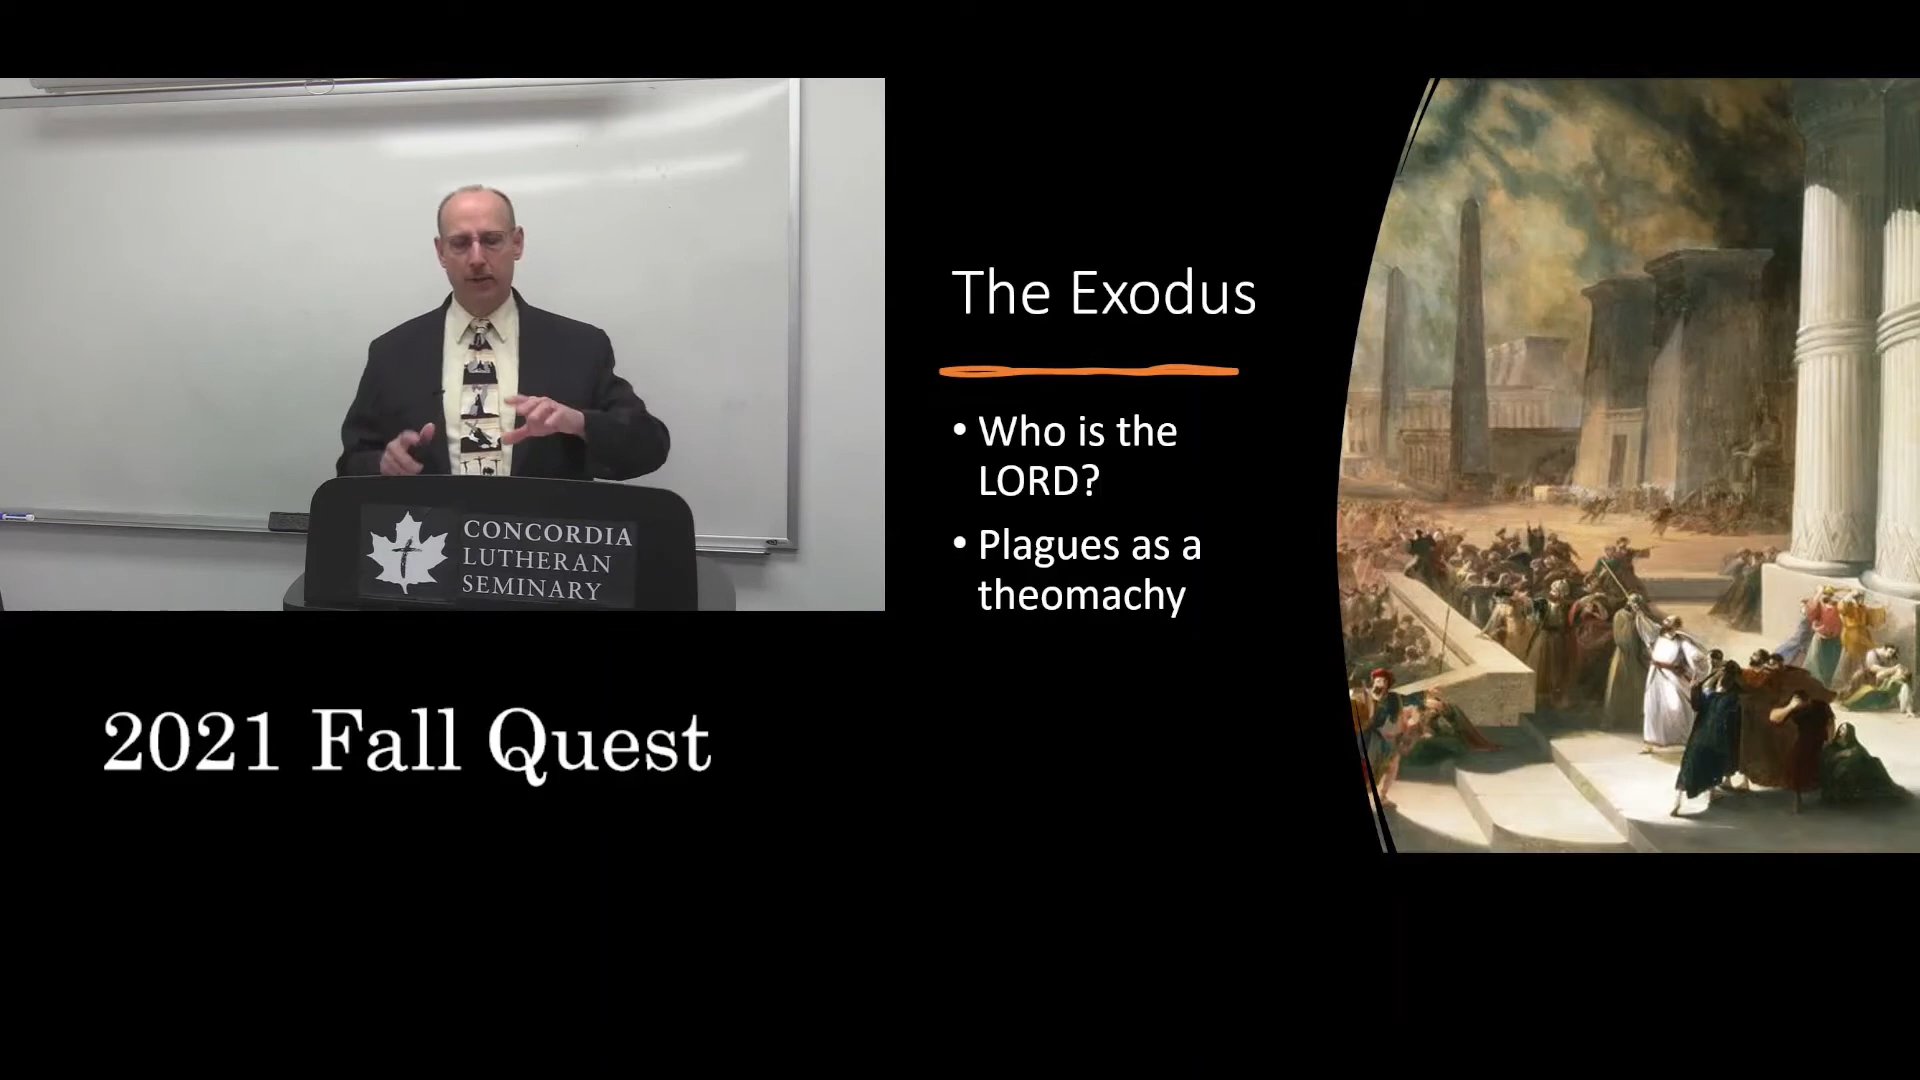 CONCORDIA
LUTHERAN
SEMINARY
2021 Fall Quest
The Exodus
• Who is the
LORD?
• Plagues as a
theomachy